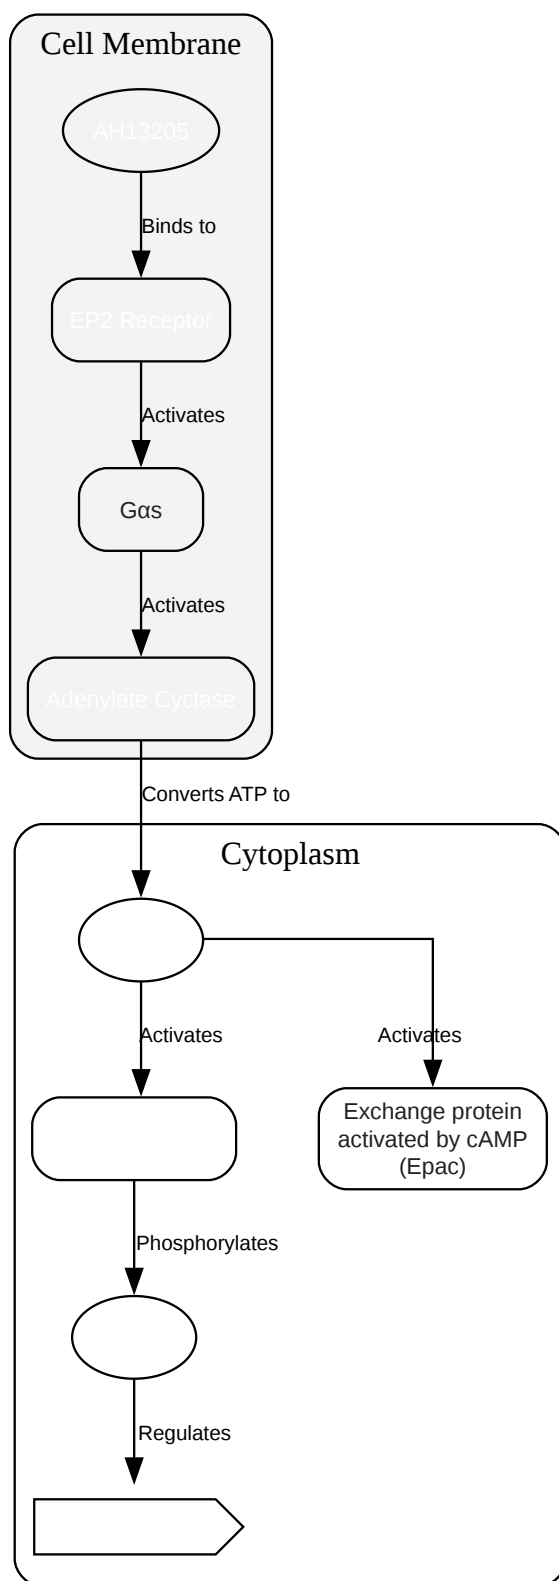 Cell Membrane
AH13205
Binds to
EP2 Receptor
Activates
Gαs
Activates
Adenylate Cyclase
Converts ATP to
Cytoplasm
Activates
Activates
Exchange protein
activated by cAMP
(Epac)
Phosphorylates
Regulates